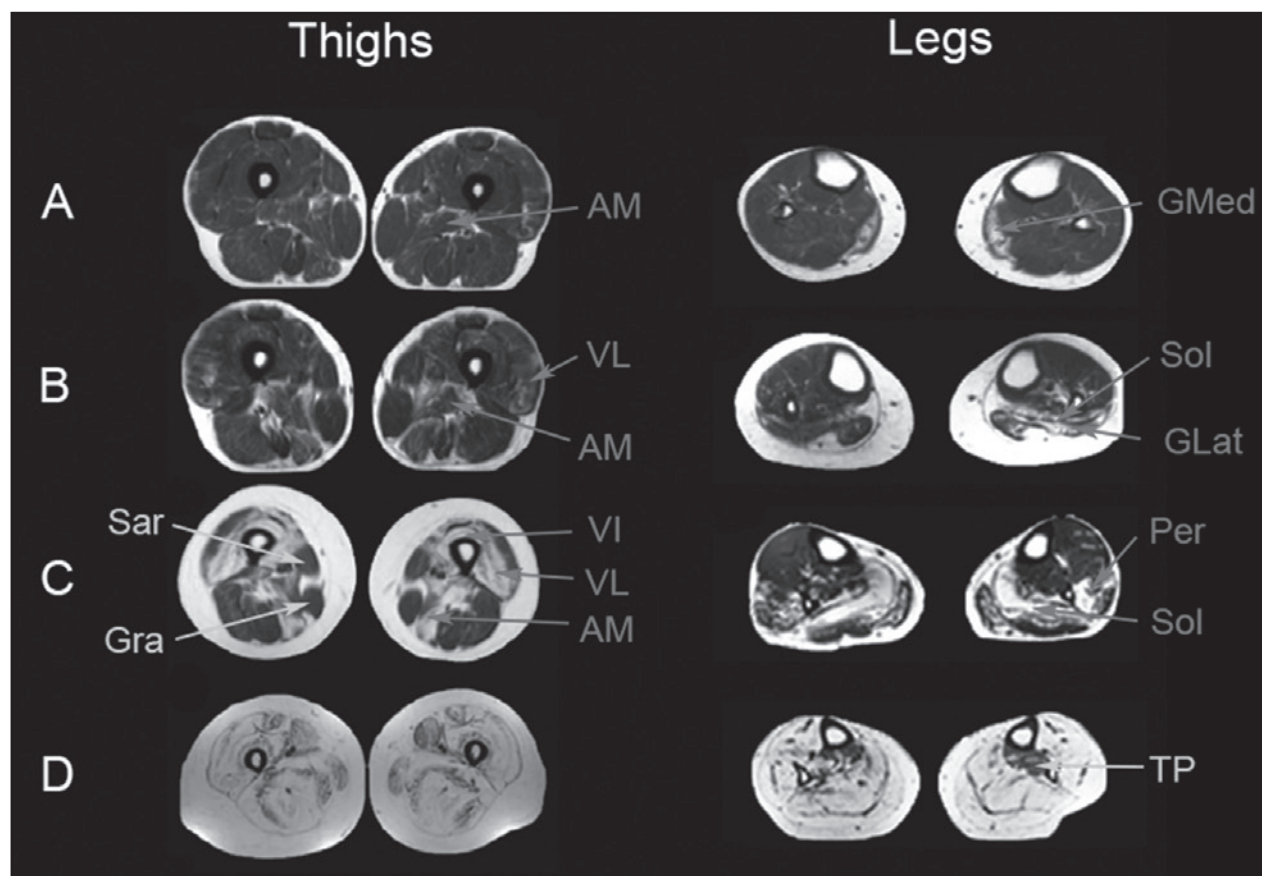 Thighs Legs
A AM GMed
B VL AM Sol GLat
C Sar Gra VI VL AM Per Sol
D TP